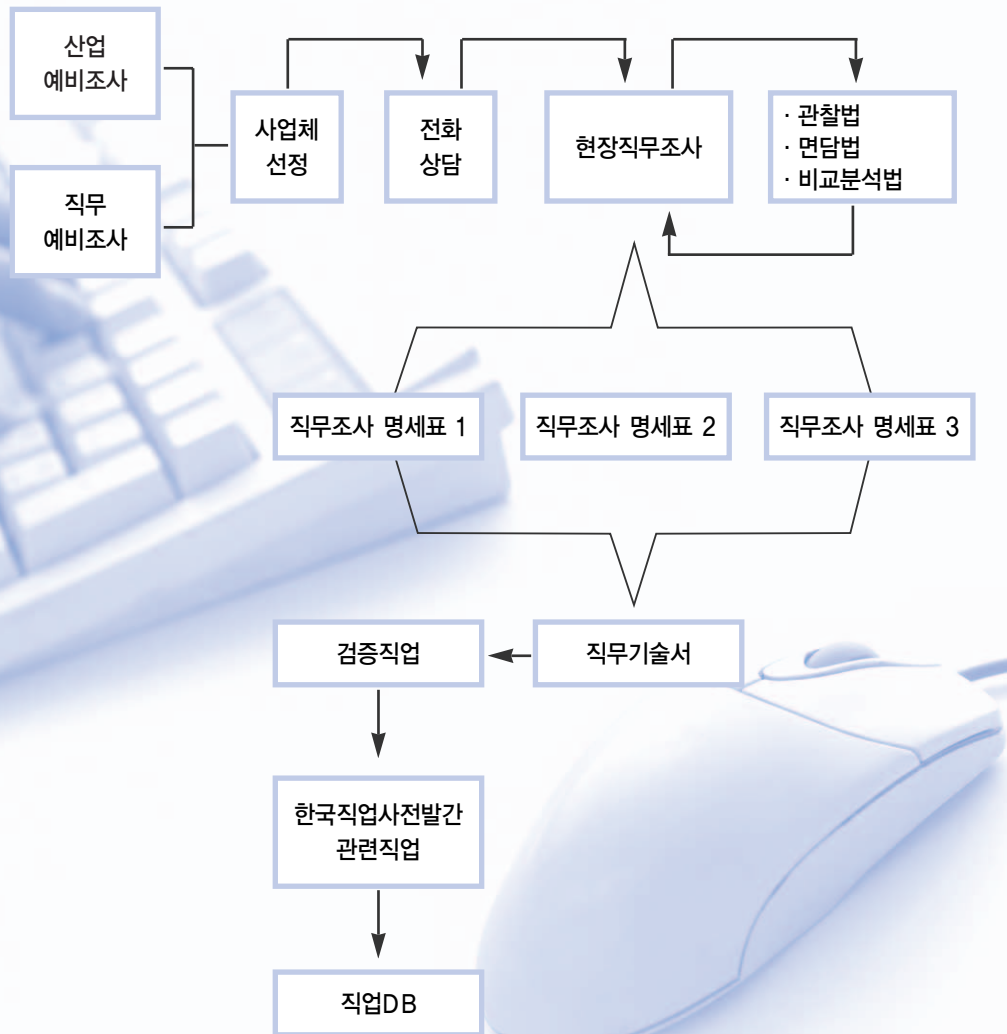 산업
예비조사
직무
예비조사
사업체
선정
전화
상담
현장직무조사
· 관찰법
· 면담법
· 비교분석법
직무조사 명세표 1
직무조사 명세표 2
직무조사 명세표 3
직무기술서
검증직업
한국직업사전발간
관련직업
직업DB